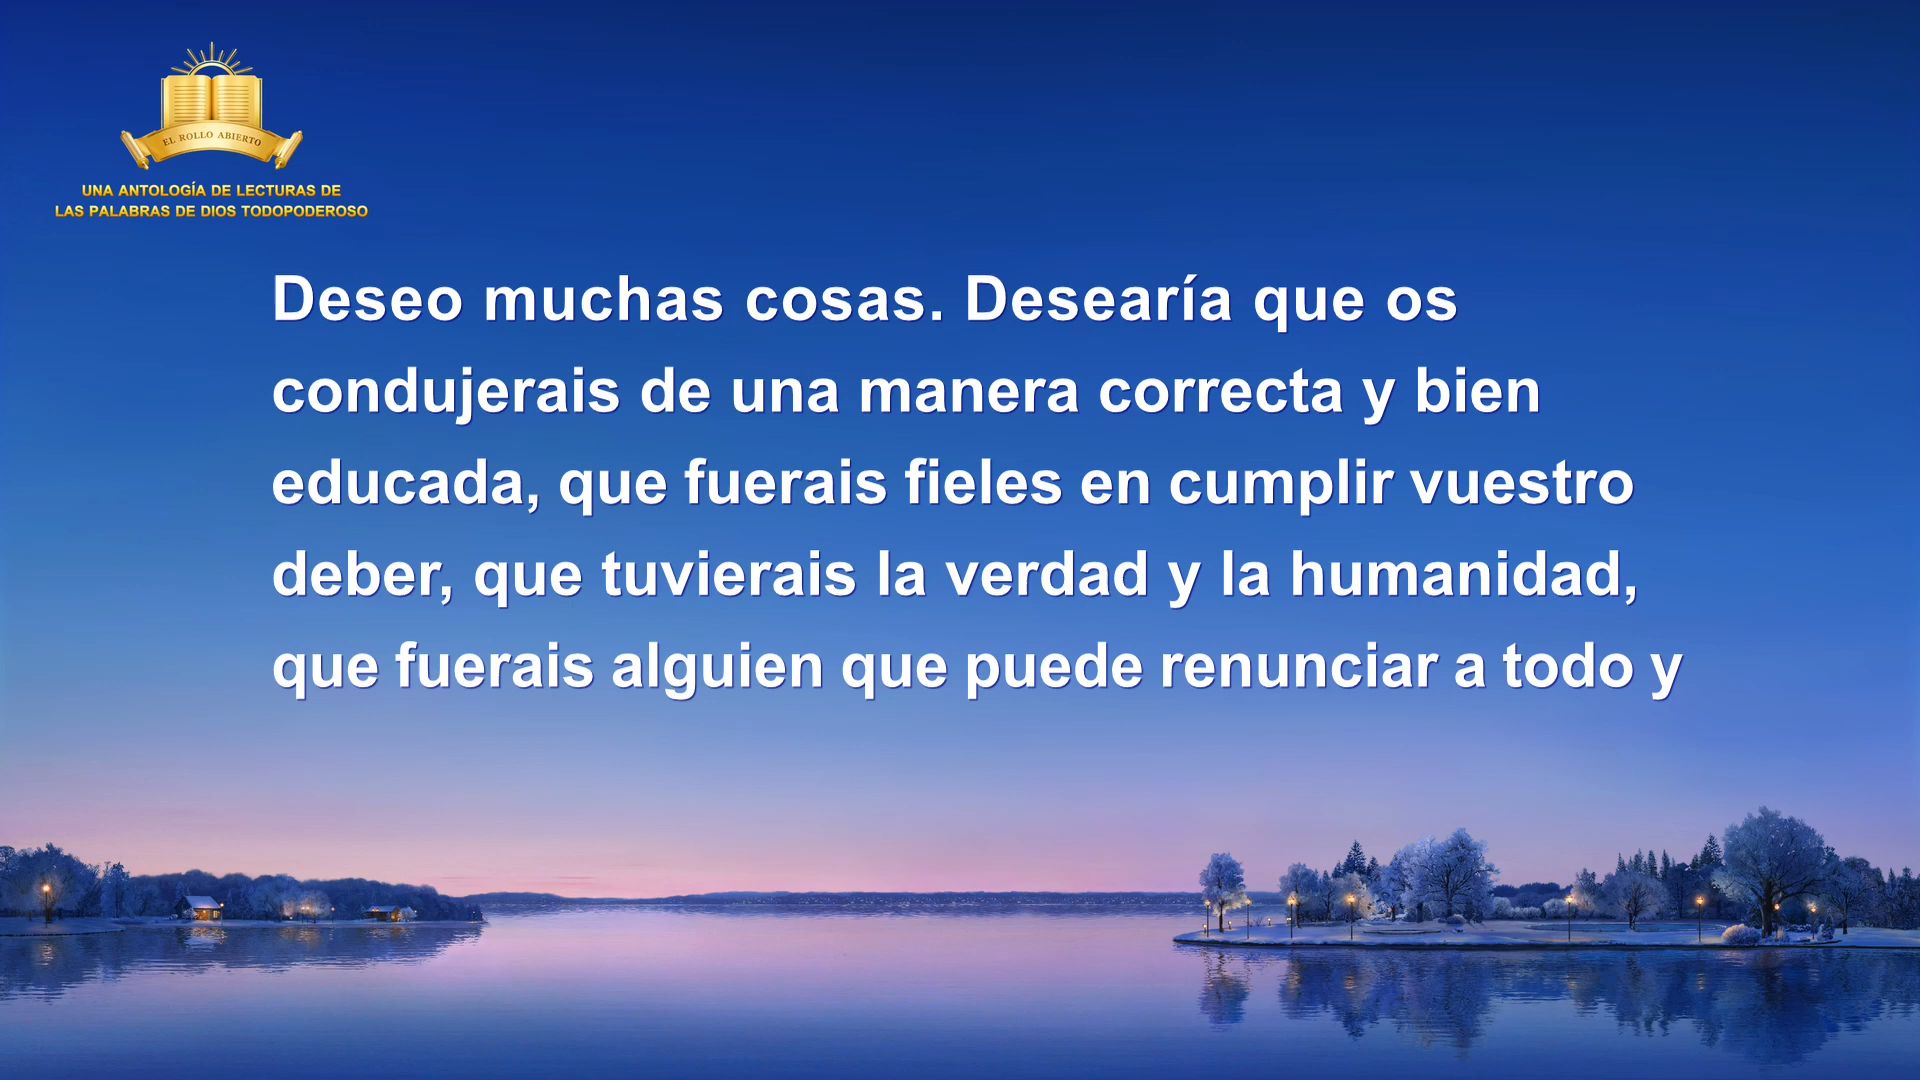 EL ROLLO ABIERTO
UNA ANTOLOGÍA DE LECTURAS DE
LAS PALABRAS DE DIOS TODOPODEROSO
Deseo muchas cosas. Desearía que os
condujerais de una manera correcta y bien
educada, que fuerais fieles en cumplir vuestro
deber, que tuvierais la verdad y la humanidad,
que fuerais alguien que puede renunciar a todo y